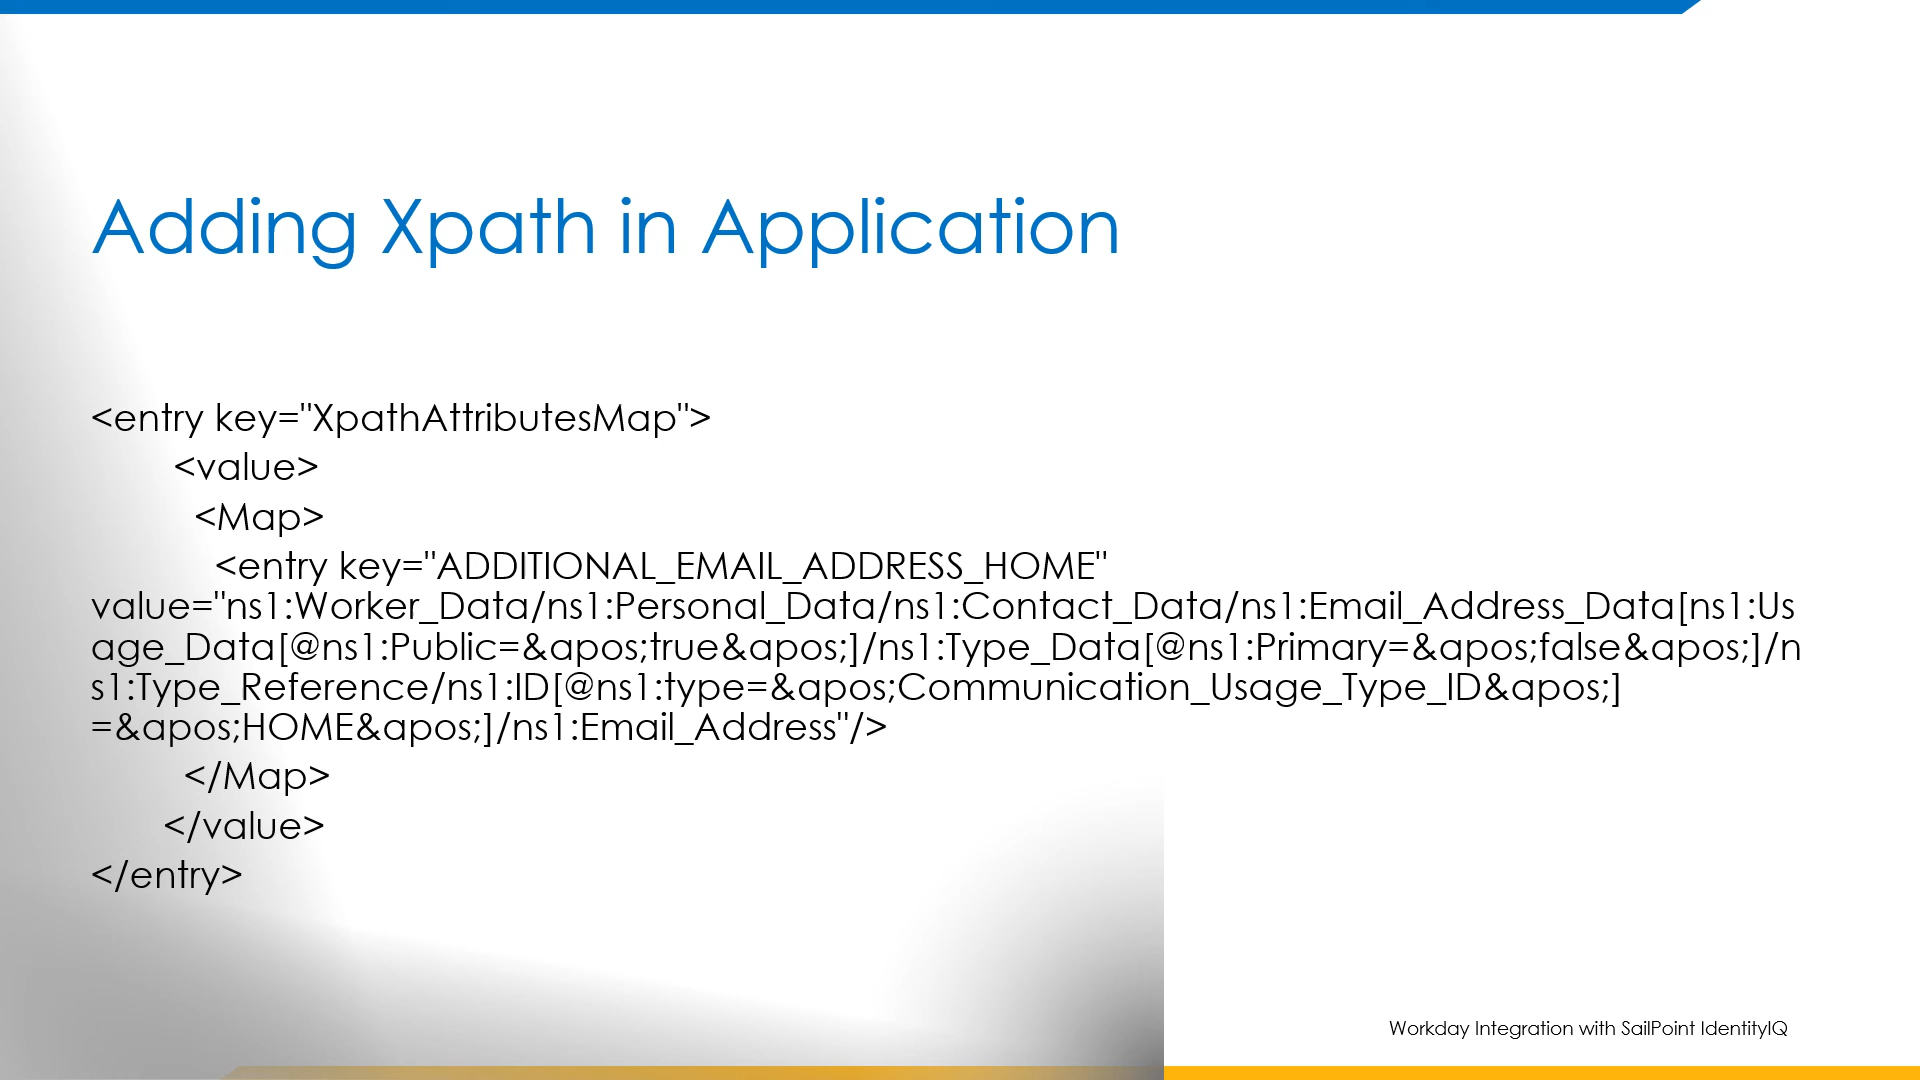 Adding Xpath in Application
<entry key="XpathAttributesMap">
<value>
<Map>
<entry key="ADDITIONAL_EMAIL_ADDRESS_HOME"
value="ns1:Worker_Data/ns1:Personal_Data/ns1:Contact_Data/ns1:Email_Address_Data[ns1:Us
age_Data[@ns1:Public=&apos;true&apos;]/ns1:Type_Data[@ns1:Primary=&apos;false&apos;]/n
s1:Type_Reference/ns1:ID[@ns1:type=&apos;Communication_Usage_Type_ID&apos;]
=&apos;HOME&apos;]/ns1:Email_Address"/>
</Map>
</value>
</entry>
Workday Integration with SailPoint IdentityIQ